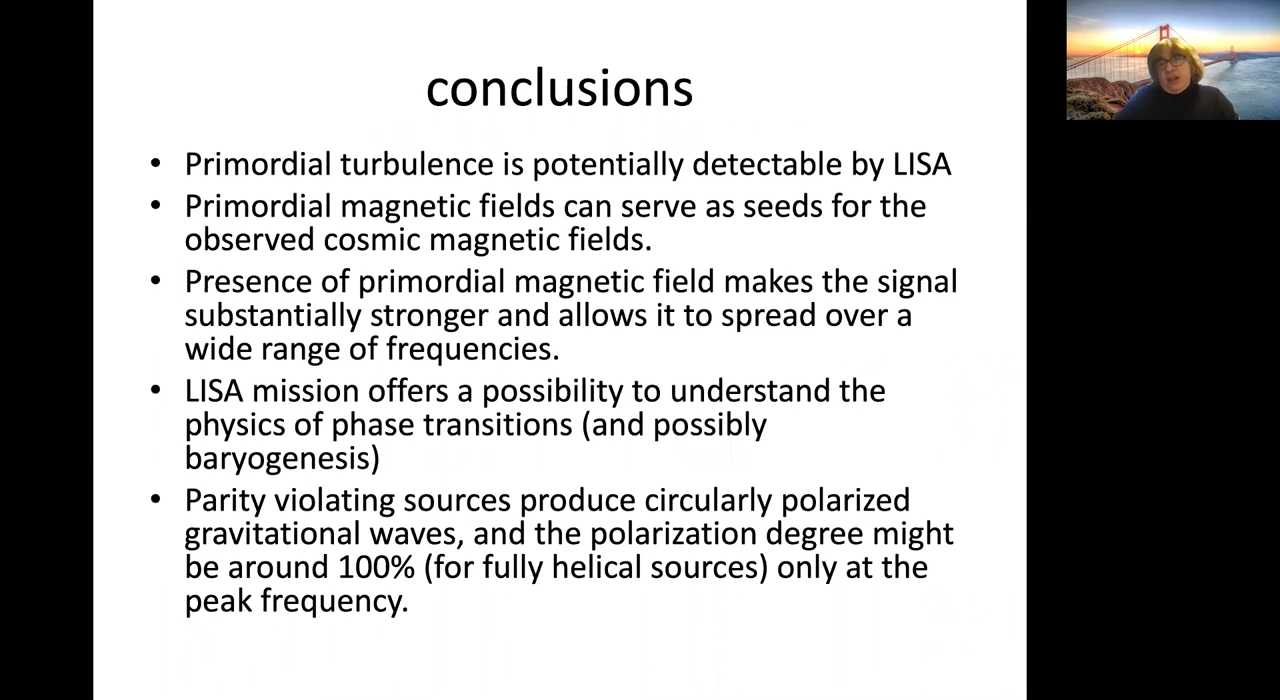 conclusions
• Primordial turbulence is potentially detectable by LISA
• Primordial magnetic fields can serve as seeds for the
observed cosmic magnetic fields.
• Presence of primordial magnetic field makes the signal
substantially stronger and allows it to spread over a
wide range of frequencies.
• LISA mission offers a possibility to understand the
physics of phase transitions (and possibly
baryogenesis)
• Parity violating sources produce circularly polarized
gravitational waves, and the polarization degree might
be around 100% (for fully helical sources) only at the
peak frequency.